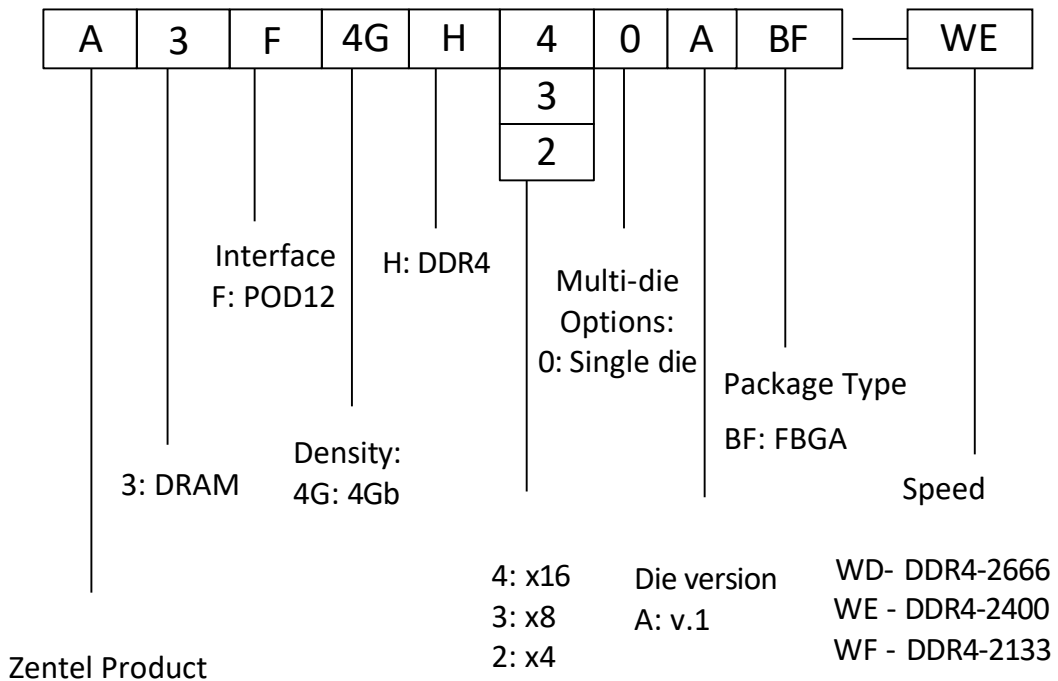 A 3 F 4G H 4 0 A BF WE
3
2
Interface
F: POD12
H: DDR4
Multi-die
Options:
0: Single die
Package Type
BF: FBGA
Density:
4G: 4Gb
3: DRAM
Speed
4: x16
3: x8
2: x4
Die version
A: v.1
WD- DDR4-2666
WE - DDR4-2400
WF - DDR4-2133
Zentel Product